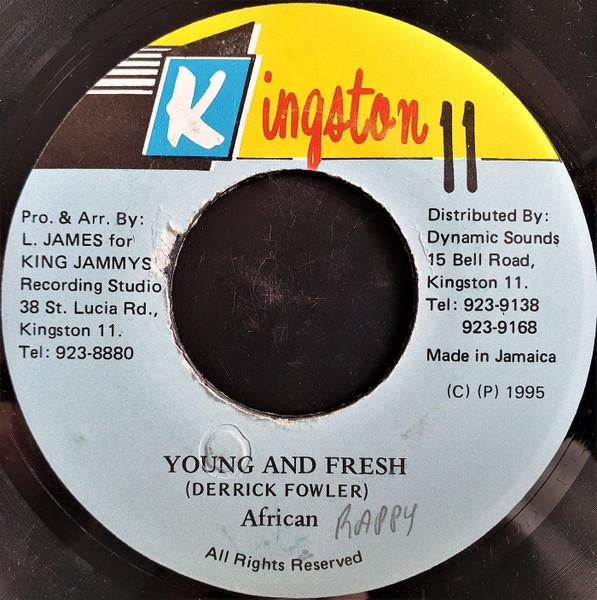 Kingston 11
Pro. & Arr. By:
L. JAMES for
KING JAMMYS
Recording Studio
38 St. Lucia Rd.,
Kingston 11.
Tel: 923-8880
Distributed By:
Dynamic Sounds
15 Bell Road,
Kingston 11.
Tel: 923-9138
923-9168
Made in Jamaica
(C) (P) 1995
YOUNG AND FRESH
(DERRICK FOWLER)
African RAPPY
All Rights Reserved